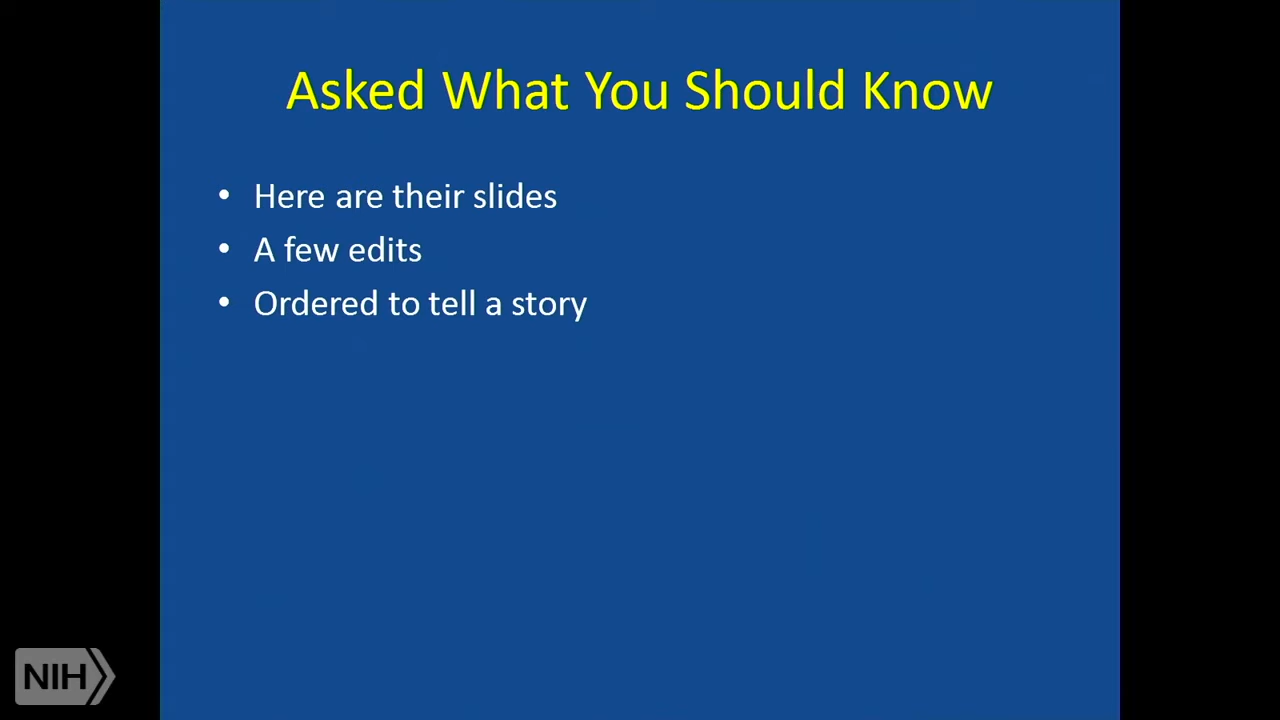 Asked What You Should Know
• Here are their slides
• A few edits
• Ordered to tell a story
NIH